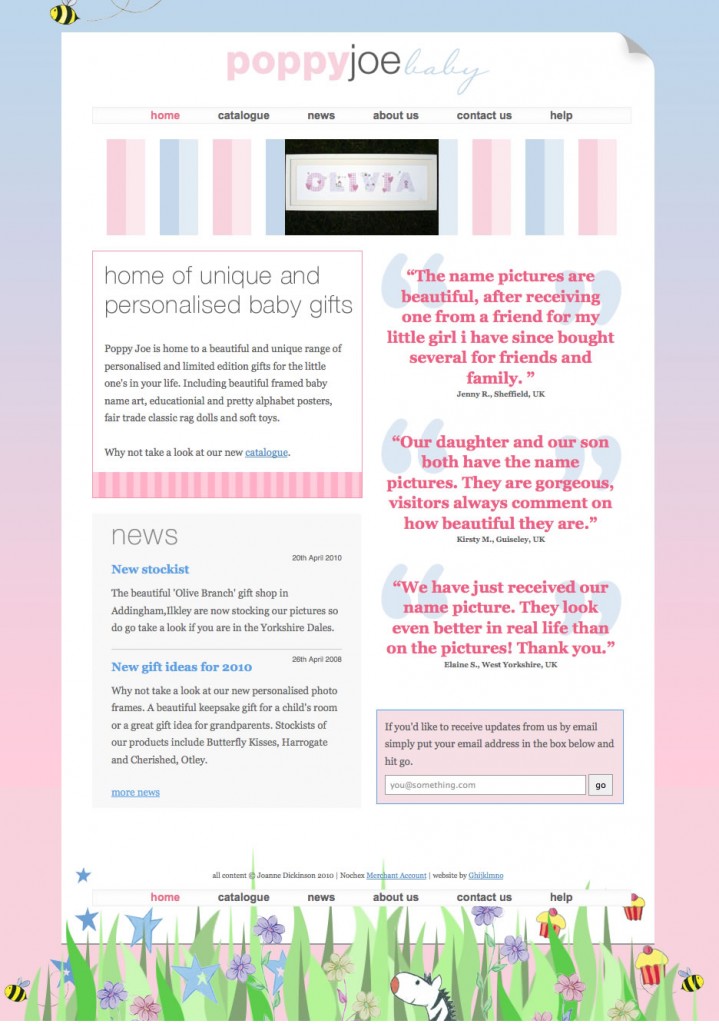 poppyjoe baby
home catalogue news about us contact us help
OLIVIA
home of unique and
personalised baby gifts
Poppy Joe is home to a beautiful and unique range of
personalised and limited edition gifts for the little
one's in your life. Including beautiful framed baby
name art, educationial and pretty alphabet posters,
fair trade classic rag dolls and soft toys.
Why not take a look at our new catalogue.
news
20th April 2010
New stockist
The beautiful 'Olive Branch' gift shop in
Addingham,Ilkley are now stocking our pictures so
do go take a look if you are in the Yorkshire Dales.
26th April 2008
New gift ideas for 2010
Why not take a look at our new personalised photo
frames. A beautiful keepsake gift for a child's room
or a great gift idea for grandparents. Stockists of
our products include Butterfly Kisses, Harrogate
and Cherished, Otley.
more news
“The name pictures are
beautiful, after receiving
one from a friend for my
little girl i have since bought
several for friends and
family. ”
Jenny R., Sheffield, UK
“Our daughter and our son
both have the name
pictures. They are gorgeous,
visitors always comment on
how beautiful they are.”
Kirsty M., Guiseley, UK
“We have just received our
name picture. They look
even better in real life than
on the pictures! Thank you.”
Elaine S., West Yorkshire, UK
If you'd like to receive updates from us by email
simply put your email address in the box below and
hit go.
you@something.com go
all content © Joanne Dickinson 2010 | Nochex Merchant Account | website by Ghijklmno
home catalogue news about us contact us help